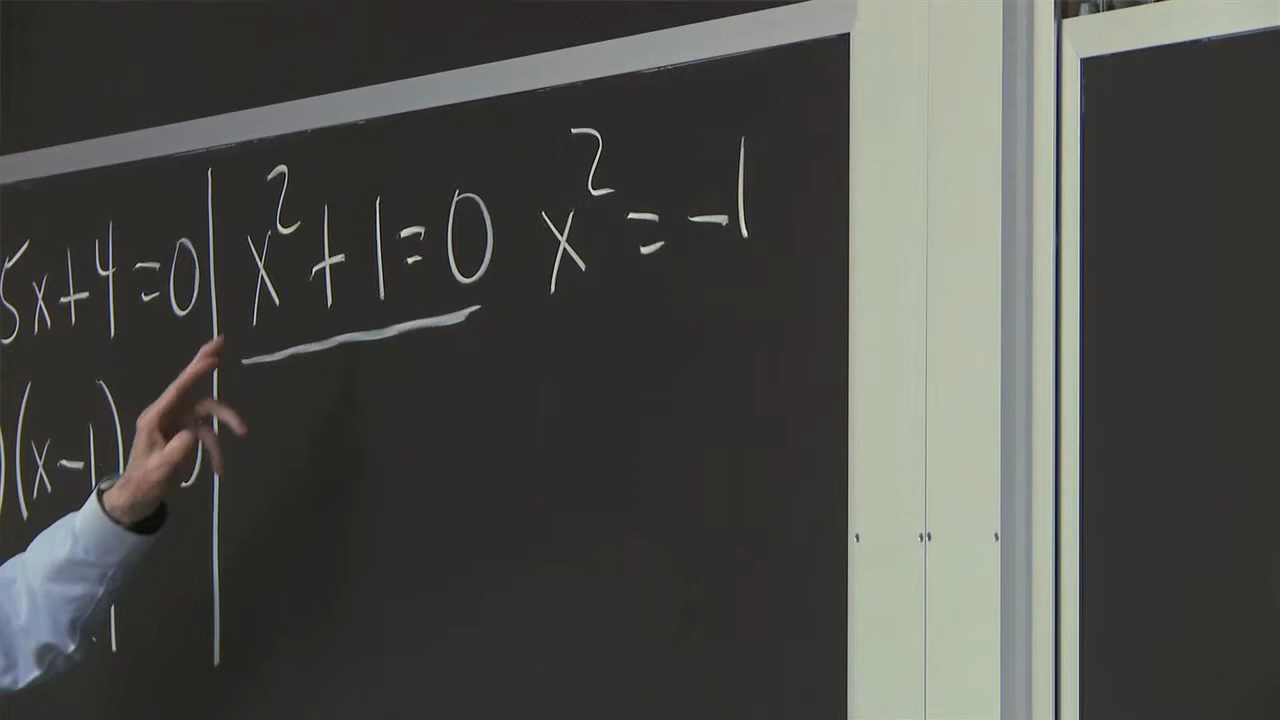 5x+4=0
x²+1=0 x²=-1
(x-1)